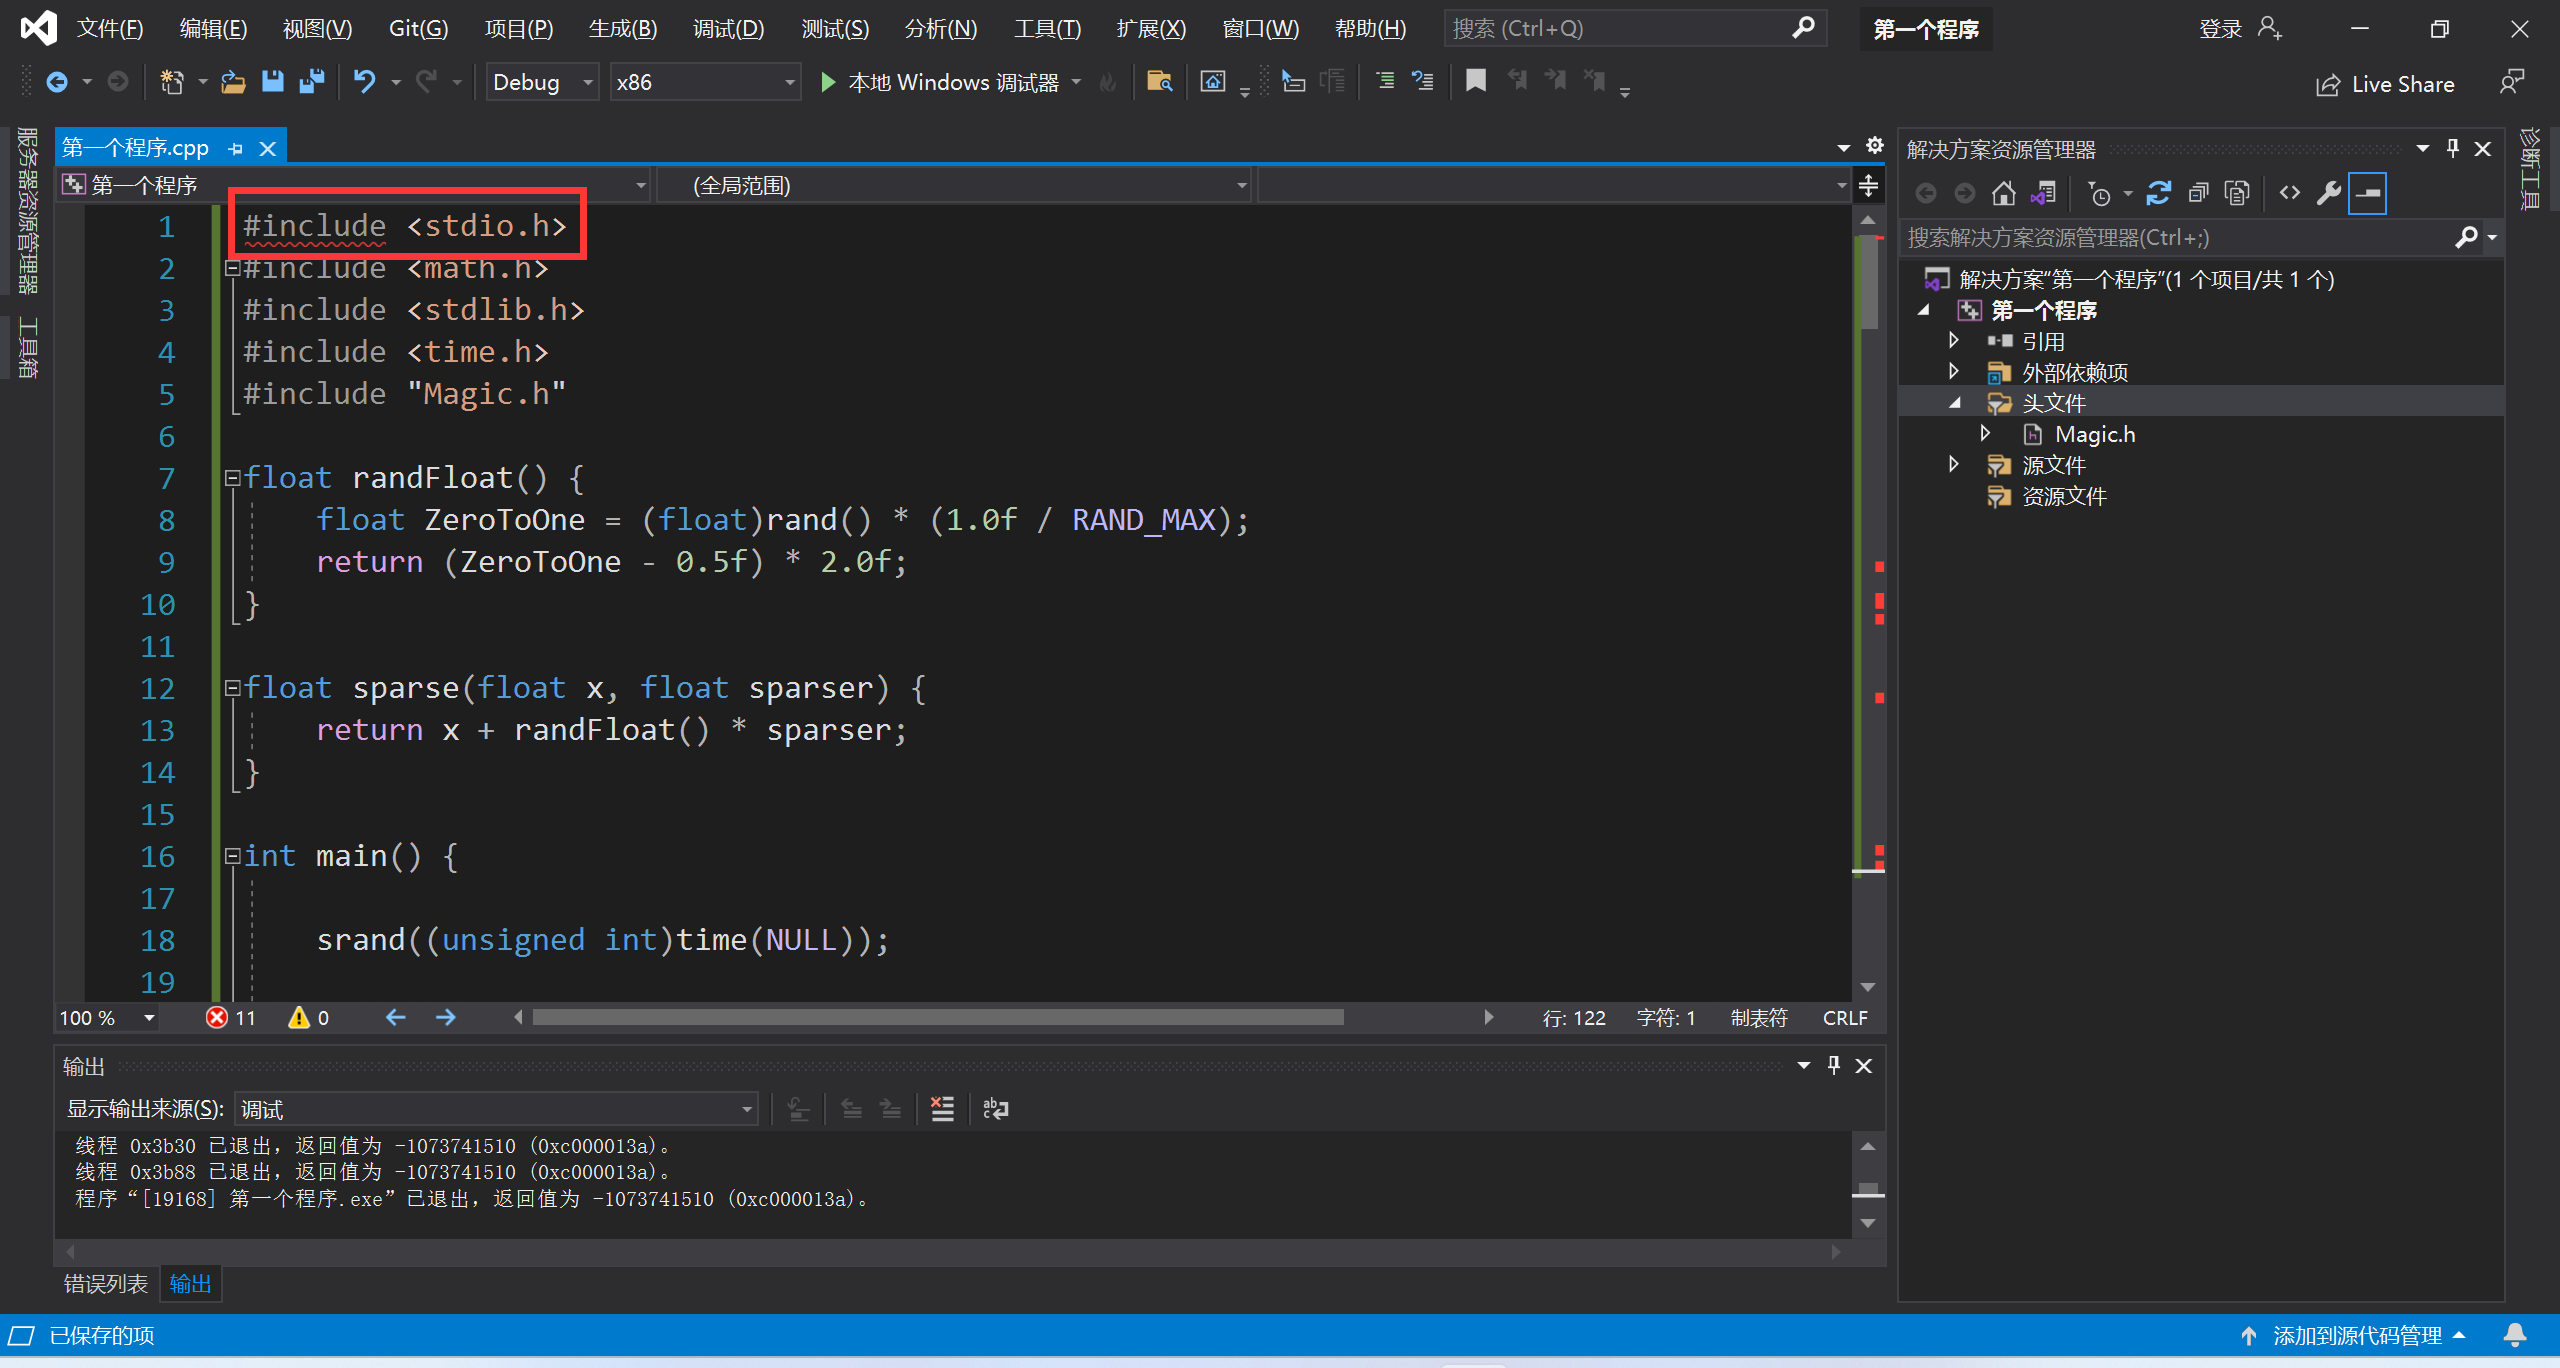 文件(F) 编辑(E) 视图(V) Git(G) 项目(P) 生成(B) 调试(D) 测试(S) 分析(N) 工具(T) 扩展(X) 窗口(W) 帮助(H) 搜索 (Ctrl+Q) 第一个程序 登录
Debug x86 本地 Windows 调试器 Live Share
服务器资源管理器
工具箱
第一个程序.cpp
第一个程序 (全局范围)
1 #include <stdio.h>
2 #include <math.h>
3 #include <stdlib.h>
4 #include <time.h>
5 #include "Magic.h"
6
7 float randFloat() {
8 float ZeroToOne = (float)rand() * (1.0f / RAND_MAX);
9 return (ZeroToOne - 0.5f) * 2.0f;
10 }
11
12 float sparse(float x, float sparser) {
13 return x + randFloat() * sparser;
14 }
15
16 int main() {
17
18 srand((unsigned int)time(NULL));
19
100 % 11 0 行: 122 字符: 1 制表符 CRLF
输出
显示输出来源(S): 调试
线程 0x3b30 已退出，返回值为 -1073741510 (0xc000013a)。
线程 0x3b88 已退出，返回值为 -1073741510 (0xc000013a)。
程序“[19168] 第一个程序.exe”已退出，返回值为 -1073741510 (0xc000013a)。
错误列表 输出
解决方案资源管理器
搜索解决方案资源管理器(Ctrl+;)
解决方案“第一个程序”(1 个项目/共 1 个)
第一个程序
引用
外部依赖项
头文件
Magic.h
源文件
资源文件
诊断工具
已保存的项 添加到源代码管理